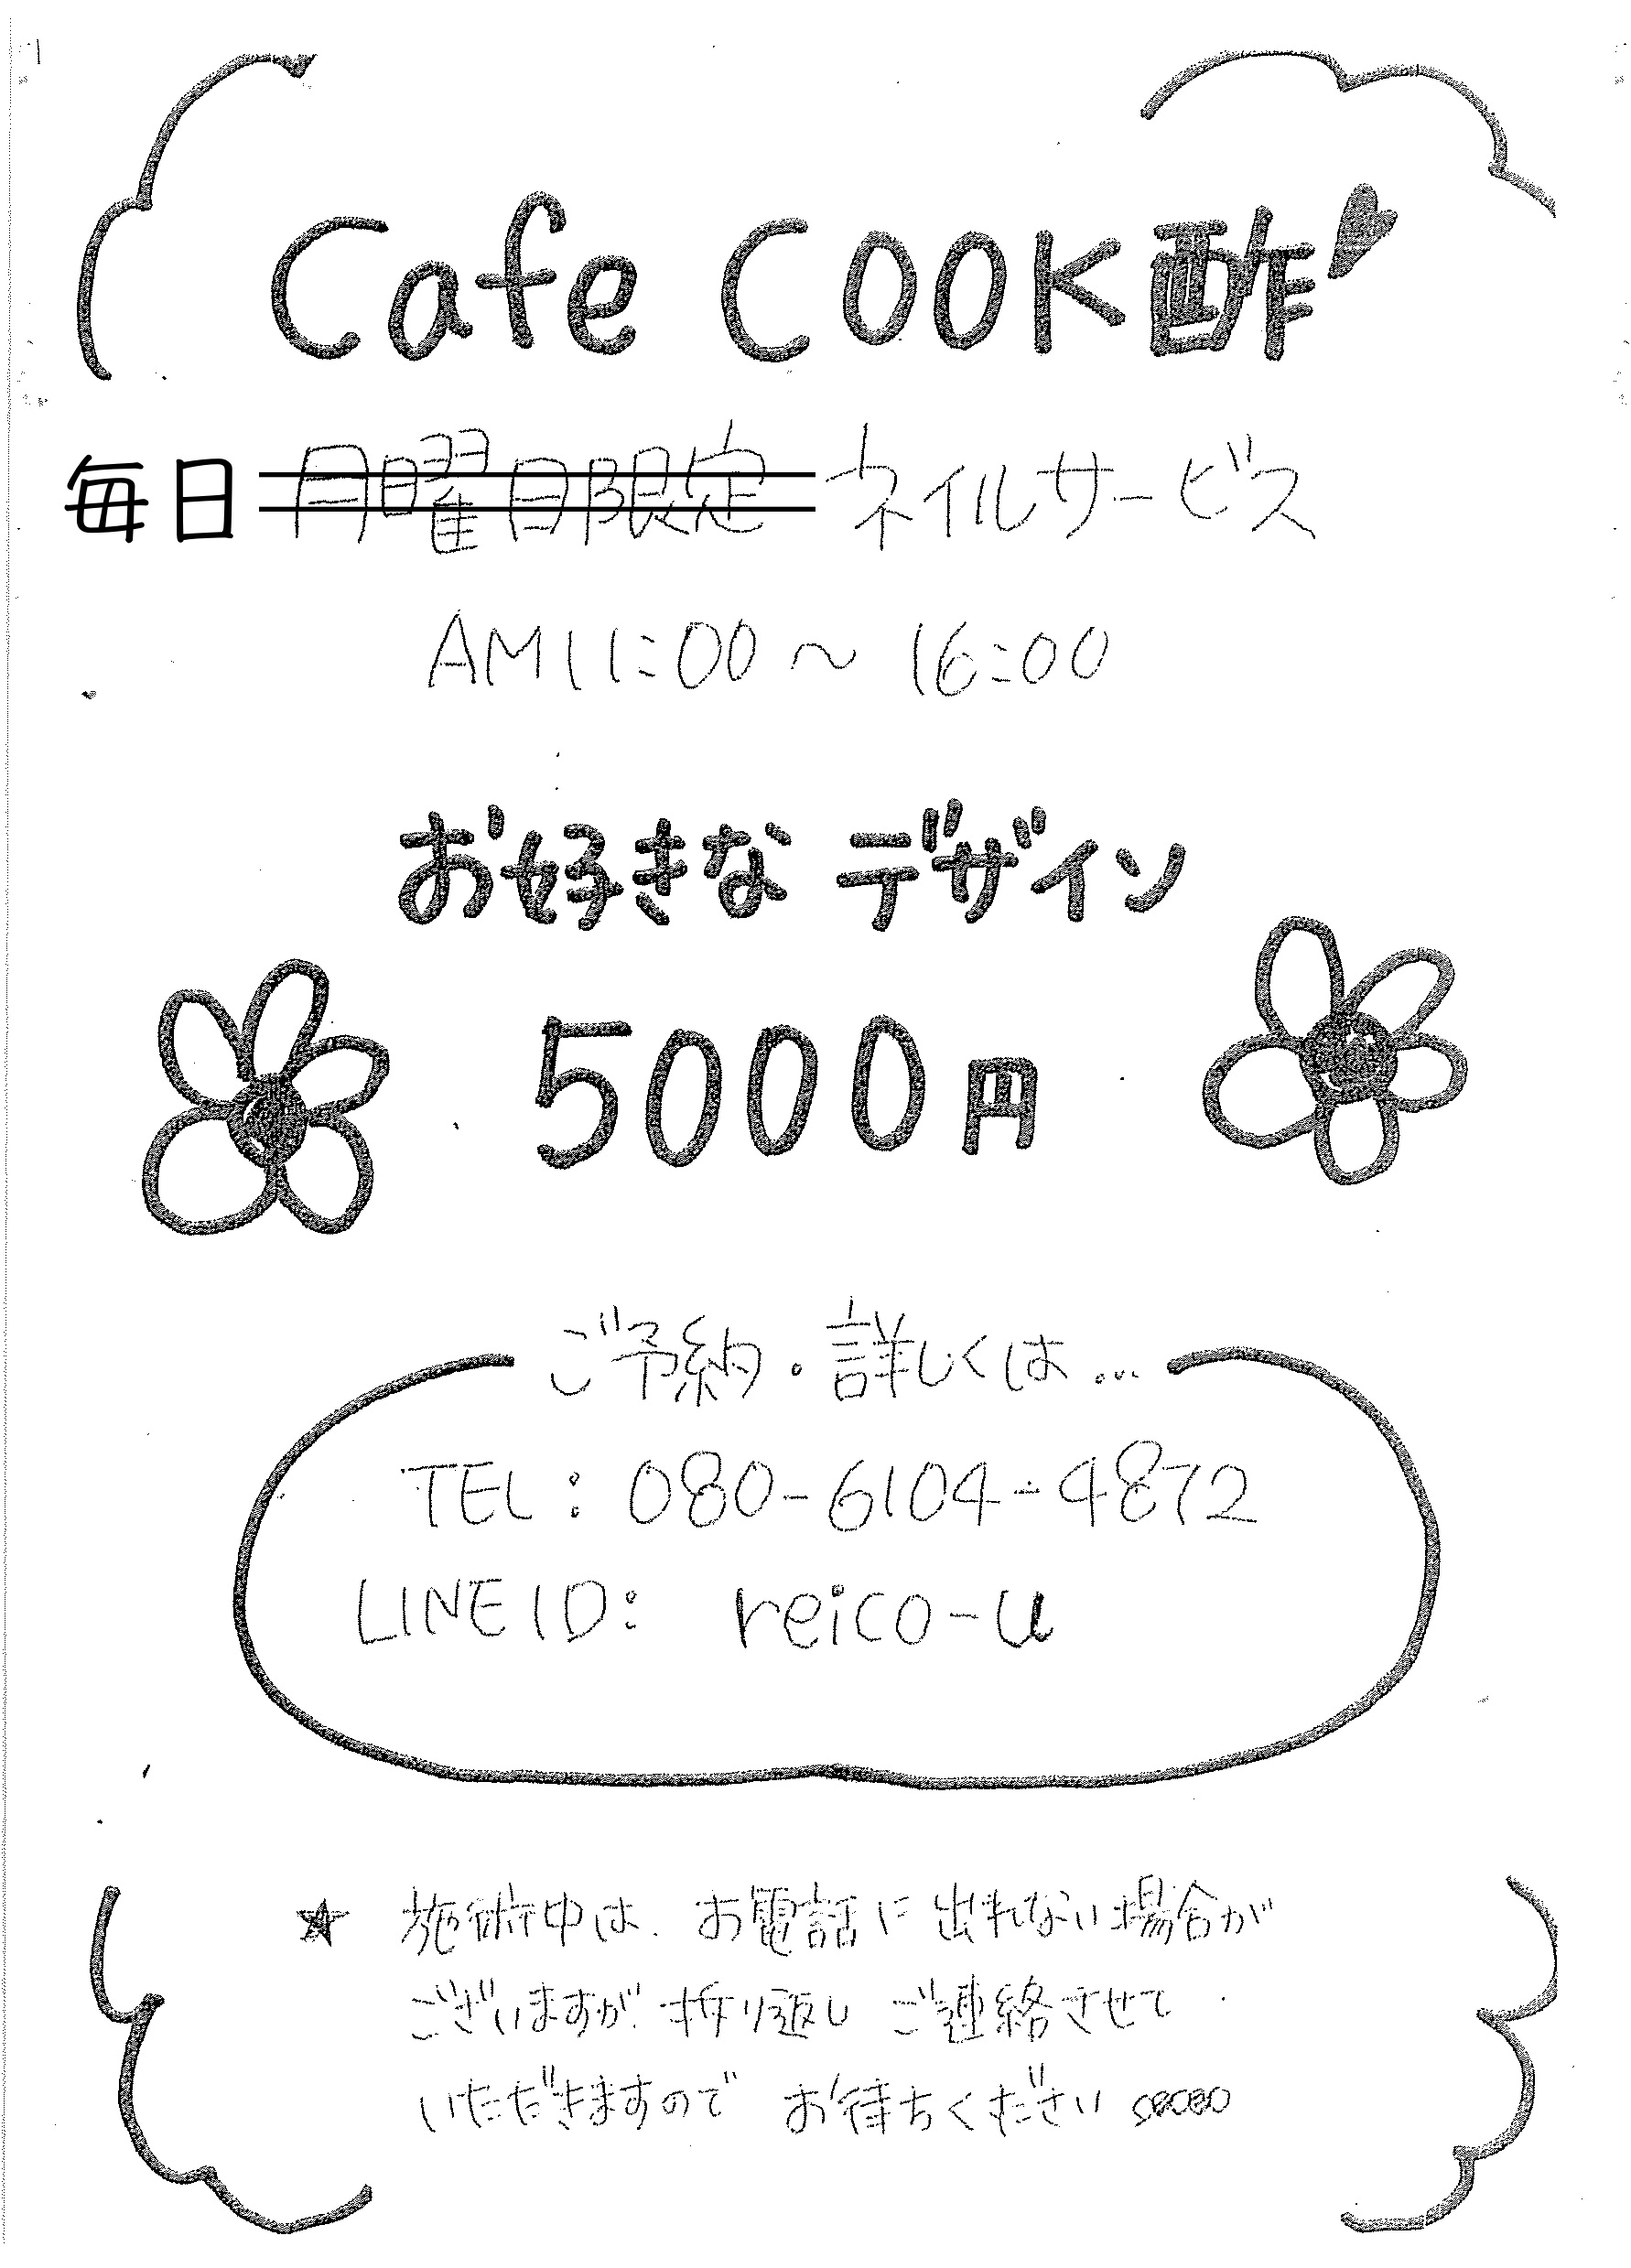 Cafe COOK酢
毎日 月曜日限定 ネイルサービス
AM11:00～16:00
お好きなデザイン
5000円
ご予約・詳しくは...
TEL:080-6104-4872
LINE ID: reico-u
★ 施術中は、お電話に出れない場合が
ございますが、折り返しご連絡させて
いただきますので お待ちください